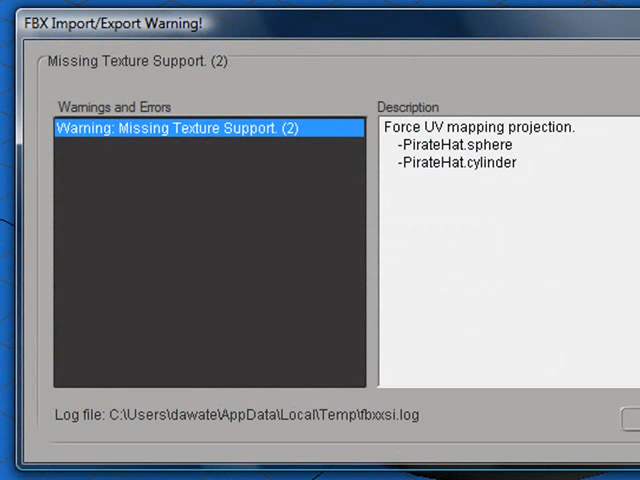 FBX Import/Export Warning!
Missing Texture Support. (2)
Warnings and Errors
Description
Warning: Missing Texture Support. (2)
Force UV mapping projection.
-PirateHat.sphere
-PirateHat.cylinder
Log file: C:\Users\dawate\AppData\Local\Temp\fbxxsi.log